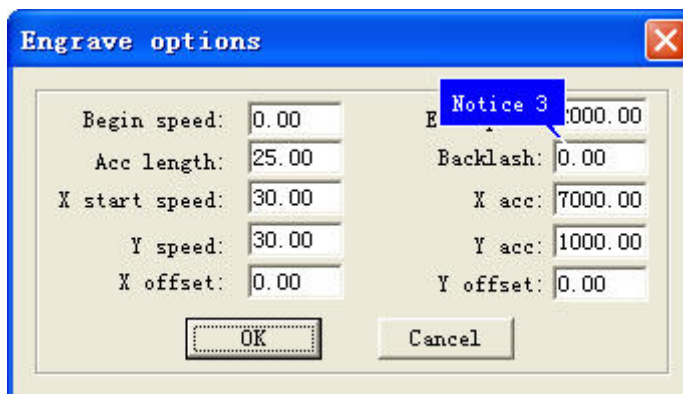 Engrave options
Notice 3
Begin speed: 0.00
Acc length: 25.00 Backlash: 0.00
X start speed: 30.00 X acc: 7000.00
Y speed: 30.00 Y acc: 1000.00
X offset: 0.00 Y offset: 0.00
OK Cancel